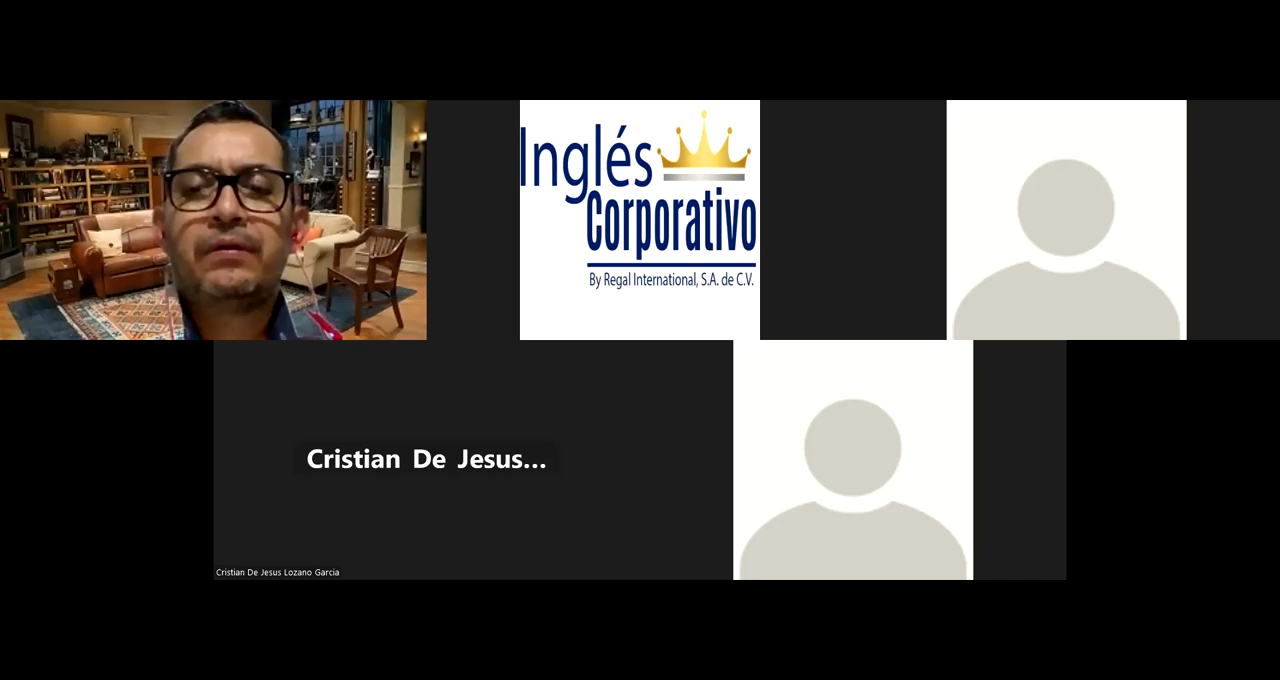 Inglés
Corporativo
By Regal International, S.A. de C.V.
Cristian De Jesus...
Cristian De Jesus Lozano Garcia